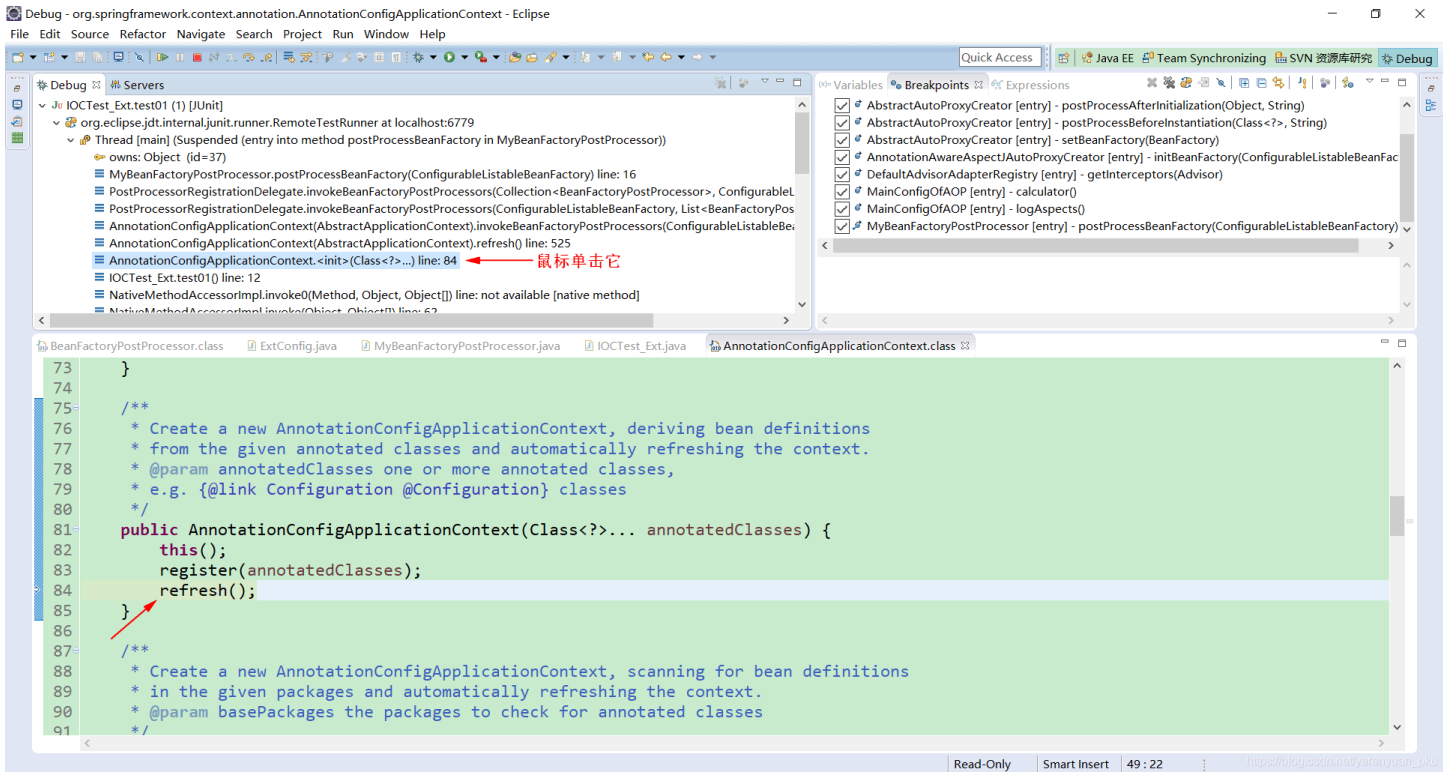 Debug - org.springframework.context.annotation.AnnotationConfigApplicationContext - Eclipse
File Edit Source Refactor Navigate Search Project Run Window Help
Quick Access Java EE Team Synchronizing SVN 资源库研究 Debug
Debug Servers
IOCTest_Ext.test01 (1) [JUnit]
org.eclipse.jdt.internal.junit.runner.RemoteTestRunner at localhost:6779
Thread [main] (Suspended (entry into method postProcessBeanFactory in MyBeanFactoryPostProcessor))
owns: Object (id=37)
MyBeanFactoryPostProcessor.postProcessBeanFactory(ConfigurableListableBeanFactory) line: 16
PostProcessorRegistrationDelegate.invokeBeanFactoryPostProcessors(Collection<BeanFactoryPostProcessor>, ConfigurableL
PostProcessorRegistrationDelegate.invokeBeanFactoryPostProcessors(ConfigurableListableBeanFactory, List<BeanFactoryPos
AnnotationConfigApplicationContext(AbstractApplicationContext).invokeBeanFactoryPostProcessors(ConfigurableListableBea
AnnotationConfigApplicationContext(AbstractApplicationContext).refresh() line: 525
AnnotationConfigApplicationContext.<init>(Class<?>...) line: 84 鼠标单击它
IOCTest_Ext.test01() line: 12
NativeMethodAccessorImpl.invoke0(Method, Object, Object[]) line: not available [native method]
NativeMethodAccessorImpl.invoke(Object, Object[]) line: 62
(x)= Variables Breakpoints Expressions
AbstractAutoProxyCreator [entry] - postProcessAfterInitialization(Object, String)
AbstractAutoProxyCreator [entry] - postProcessBeforeInstantiation(Class<?>, String)
AbstractAutoProxyCreator [entry] - setBeanFactory(BeanFactory)
AnnotationAwareAspectJAutoProxyCreator [entry] - initBeanFactory(ConfigurableListableBeanFac
DefaultAdvisorAdapterRegistry [entry] - getInterceptors(Advisor)
MainConfigOfAOP [entry] - calculator()
MainConfigOfAOP [entry] - logAspects()
MyBeanFactoryPostProcessor [entry] - postProcessBeanFactory(ConfigurableListableBeanFactory)
BeanFactoryPostProcessor.class ExtConfig.java MyBeanFactoryPostProcessor.java IOCTest_Ext.java AnnotationConfigApplicationContext.class
73 }
74
75 /**
76 * Create a new AnnotationConfigApplicationContext, deriving bean definitions
77 * from the given annotated classes and automatically refreshing the context.
78 * @param annotatedClasses one or more annotated classes,
79 * e.g. {@link Configuration @Configuration} classes
80 */
81 public AnnotationConfigApplicationContext(Class<?>... annotatedClasses) {
82 this();
83 register(annotatedClasses);
84 refresh();
85 }
86
87 /**
88 * Create a new AnnotationConfigApplicationContext, scanning for bean definitions
89 * in the given packages and automatically refreshing the context.
90 * @param basePackages the packages to check for annotated classes
91 */
Read-Only Smart Insert 49 : 22
https://blog.csdn.net/yerenyuan_pku